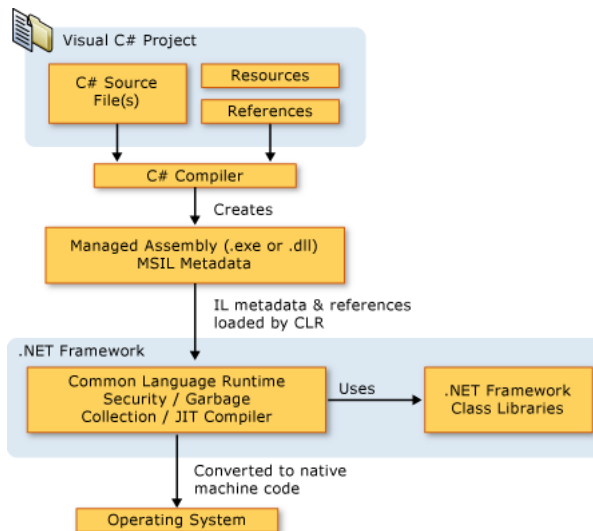 Visual C# Project
C# Source
File(s)
Resources
References
C# Compiler
Creates
Managed Assembly (.exe or .dll)
MSIL Metadata
IL metadata & references
loaded by CLR
.NET Framework
Common Language Runtime
Security / Garbage
Collection / JIT Compiler
Uses
.NET Framework
Class Libraries
Converted to native
machine code
Operating System